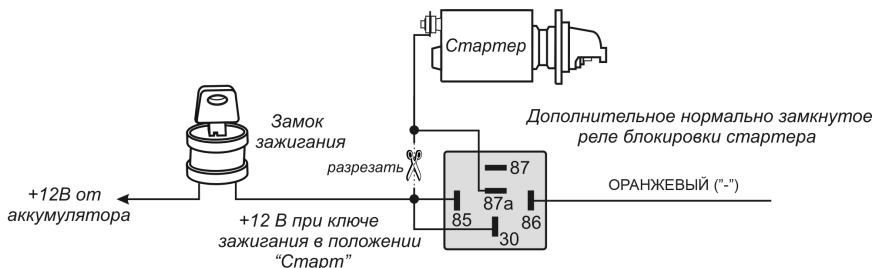 Стартер
Замок
зажигания
Дополнительное нормально замкнутое
реле блокировки стартера
разрезать
87
87а
85
86
30
ОРАНЖЕВЫЙ ("-")
+12В от
аккумулятора
+12 В при ключе
зажигания в положении
“Старт”